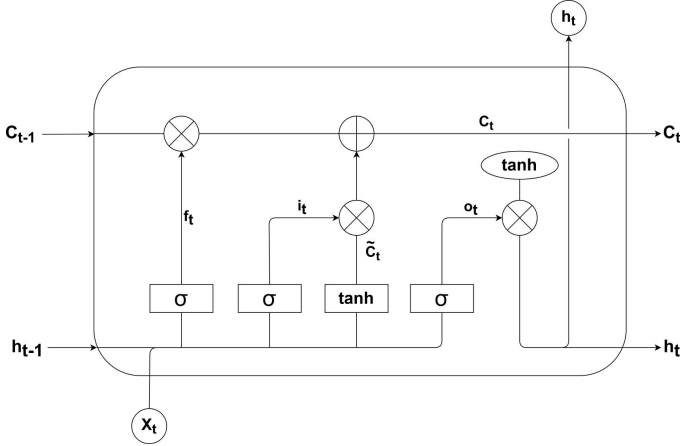 hₜ
Cₜ₋₁
Cₜ
Cₜ
tanh
fₜ
iₜ
oₜ
C̃ₜ
σ
σ
tanh
σ
hₜ₋₁
hₜ
Xₜ